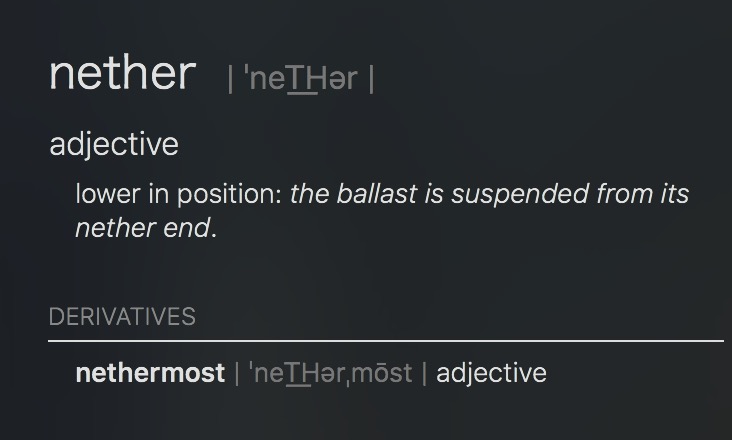 nether | ˈneT͟Hər |
adjective
lower in position: the ballast is suspended from its
nether end.
DERIVATIVES
nethermost | ˈneT͟Hərˌmōst | adjective